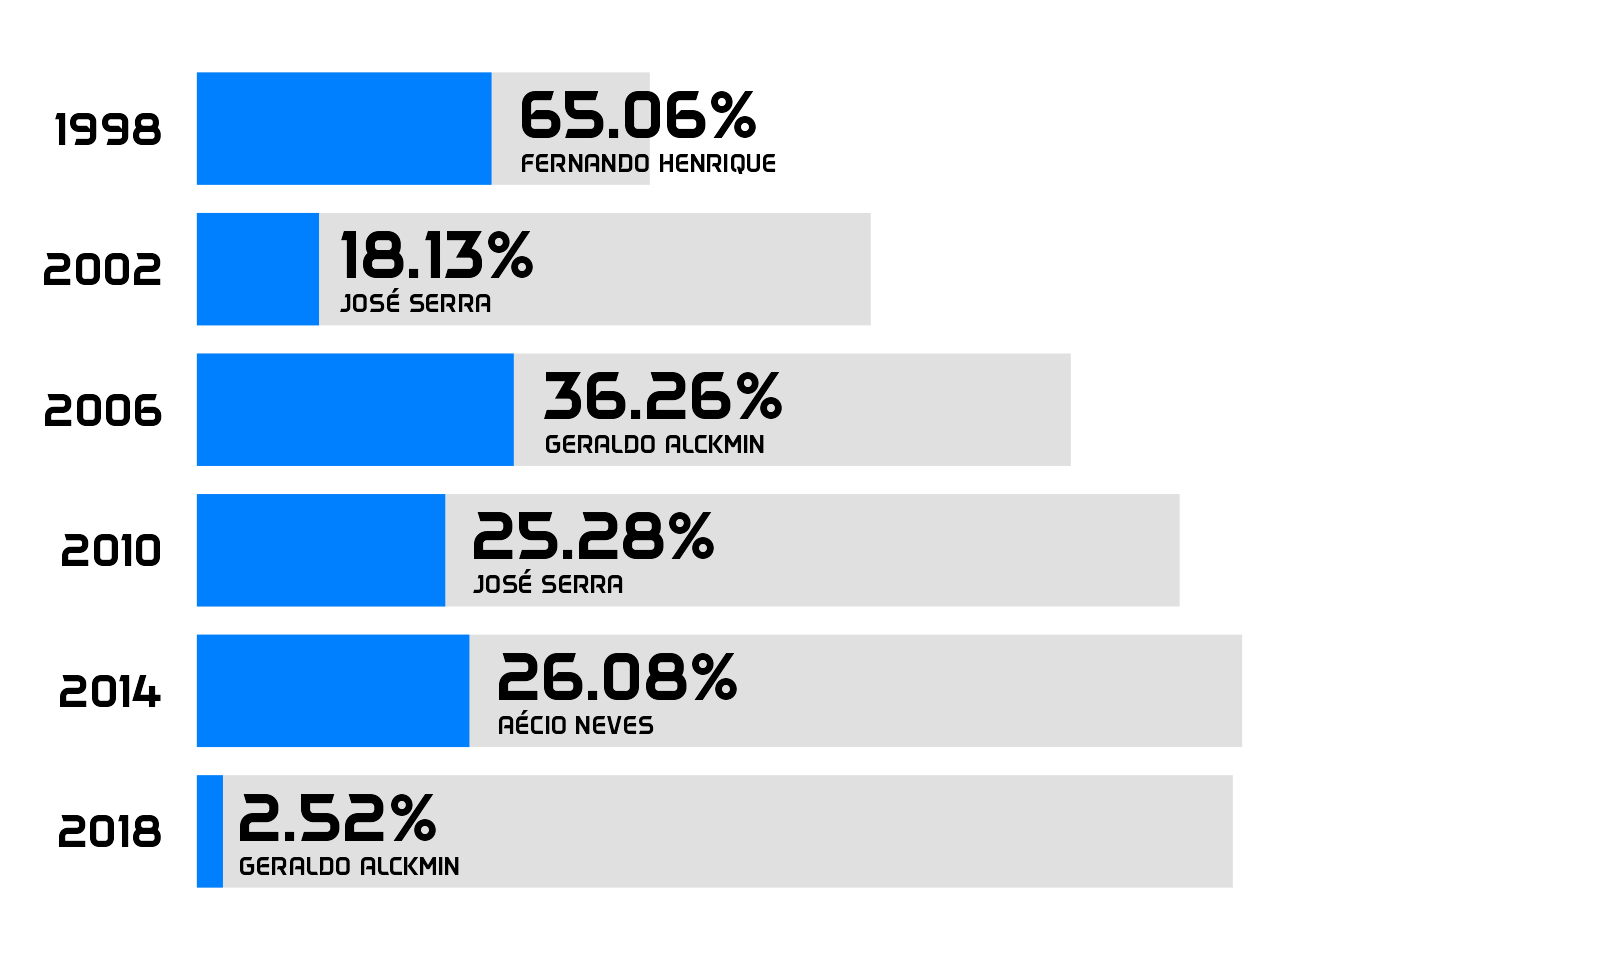 1998
65.06%
FERNANDO HENRIQUE
2002
18.13%
JOSÉ SERRA
2006
36.26%
GERALDO ALCKMIN
2010
25.28%
JOSÉ SERRA
2014
26.08%
AÉCIO NEVES
2018
2.52%
GERALDO ALCKMIN